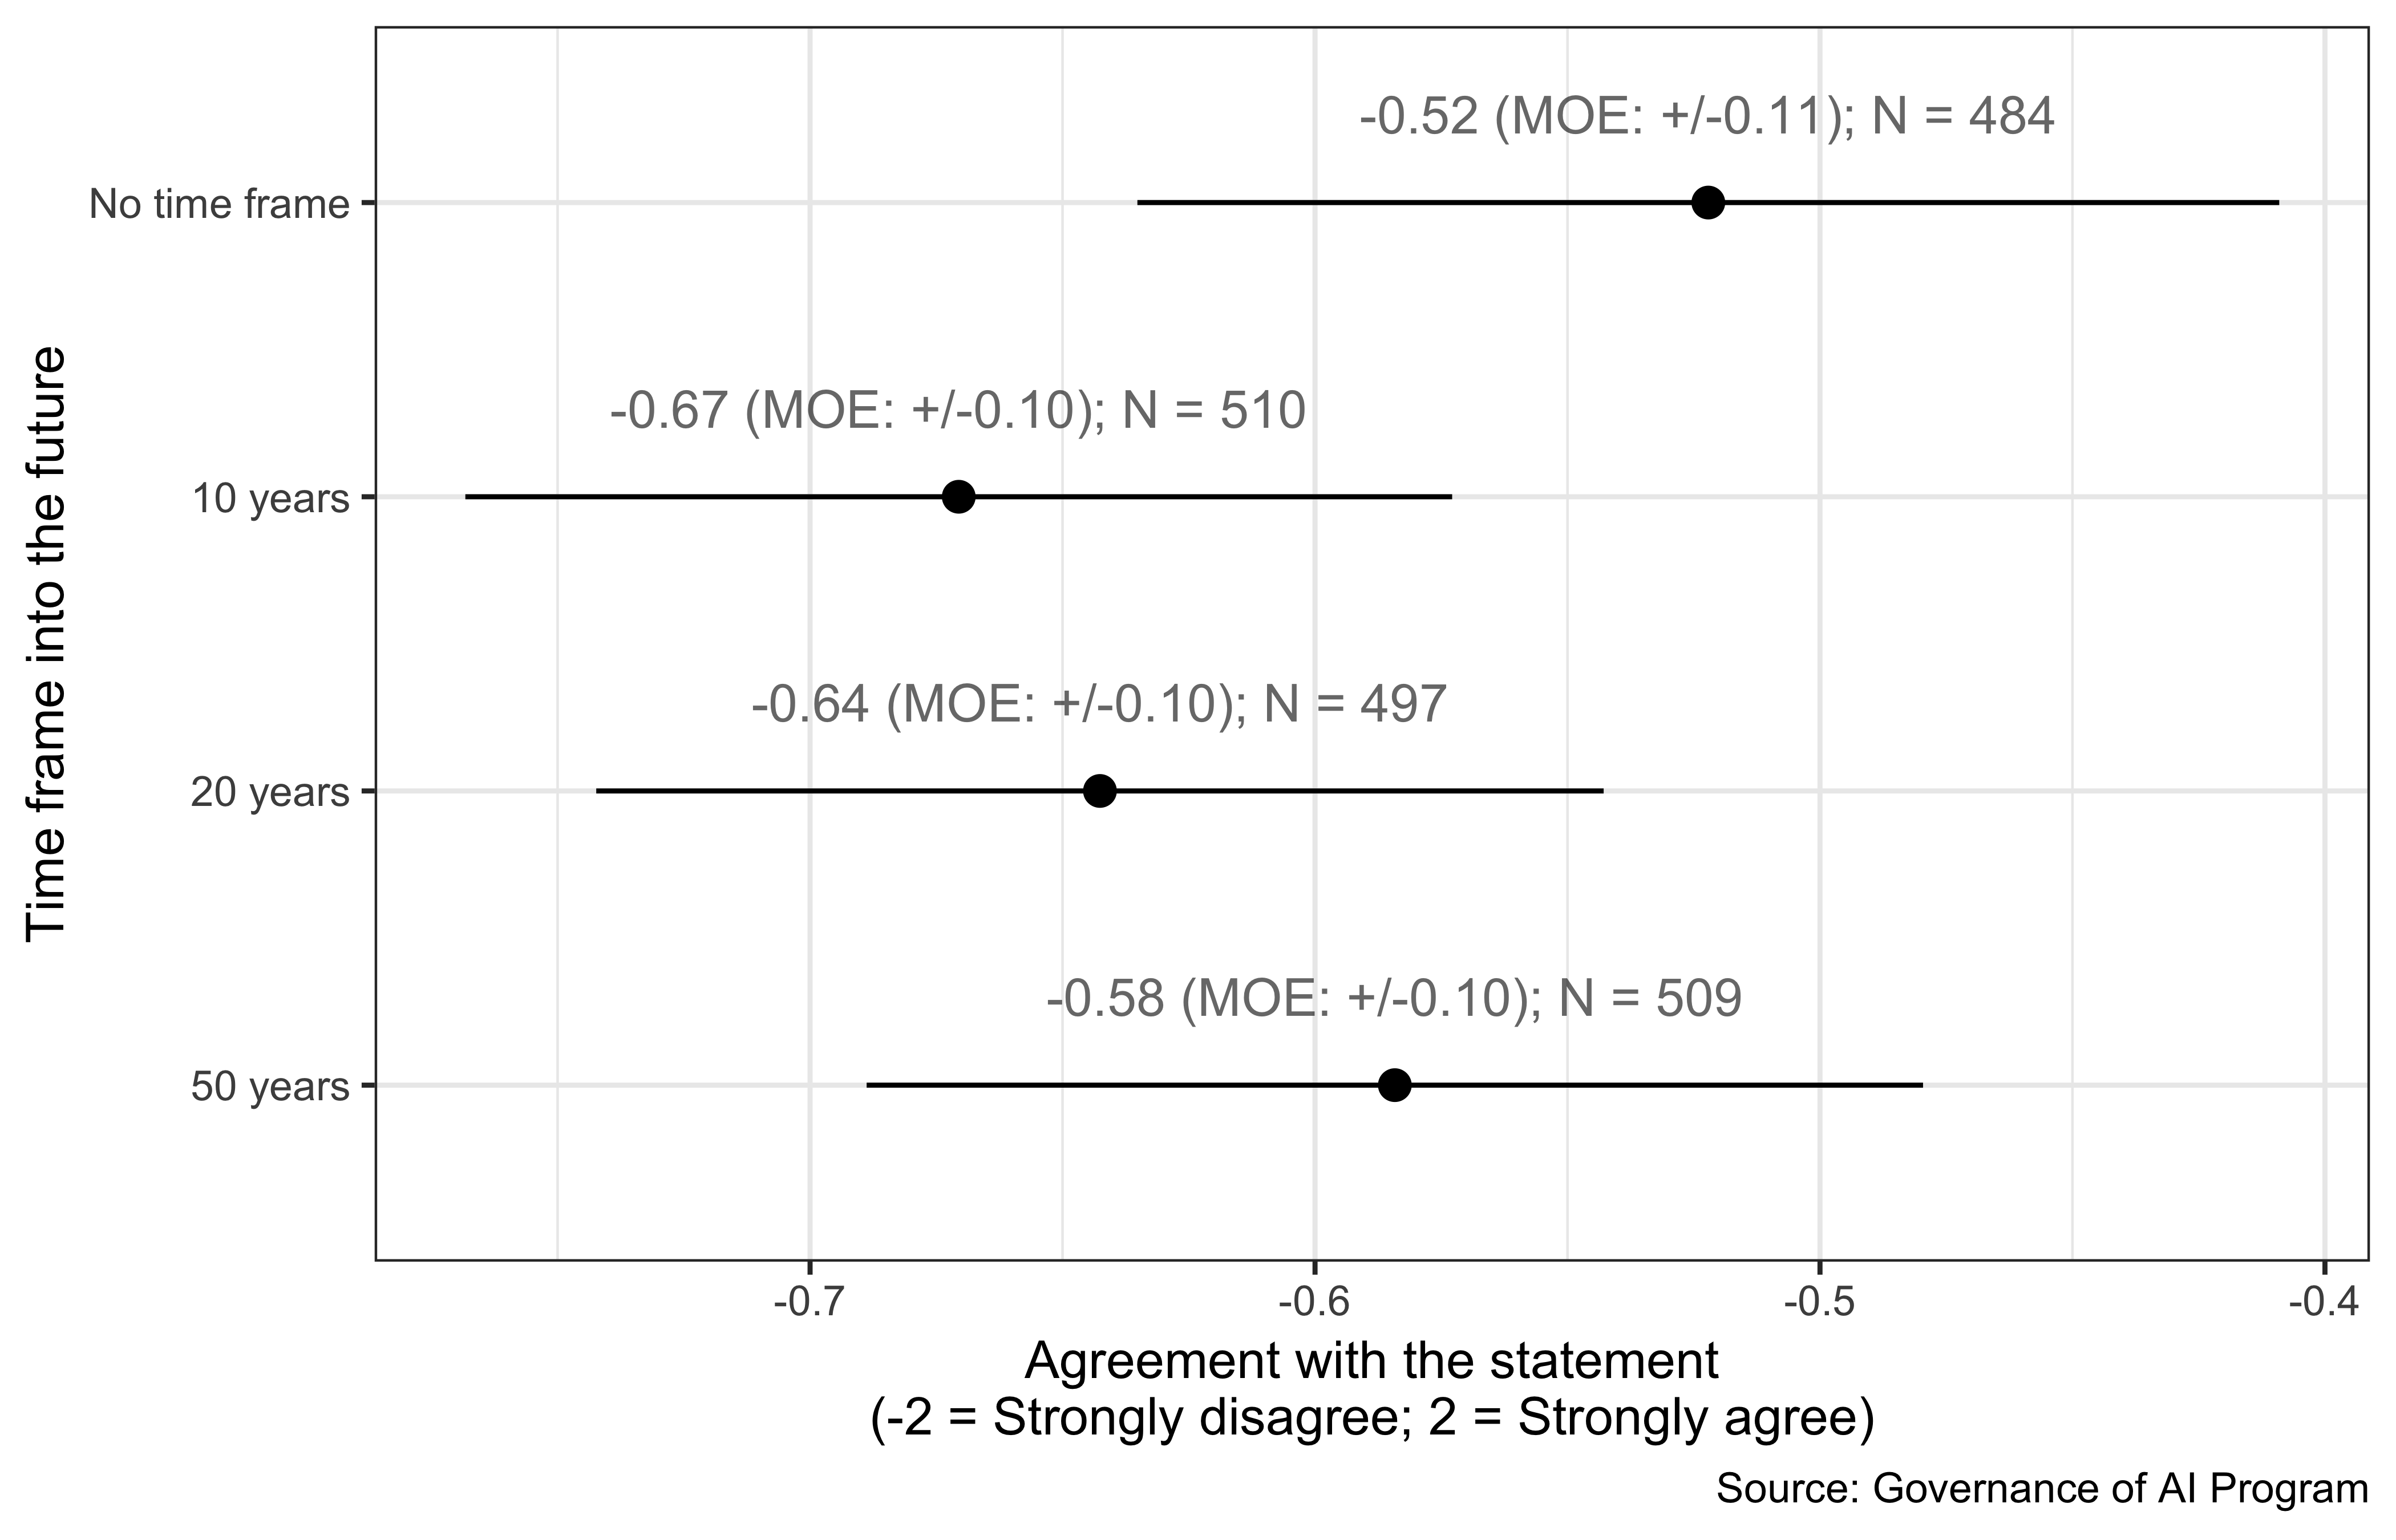 -0.52 (MOE: +/-0.11); N = 484
No time frame
-0.67 (MOE: +/-0.10); N = 510
10 years
-0.64 (MOE: +/-0.10); N = 497
20 years
-0.58 (MOE: +/-0.10); N = 509
50 years
Time frame into the future
-0.7 -0.6 -0.5 -0.4
Agreement with the statement
(-2 = Strongly disagree; 2 = Strongly agree)
Source: Governance of AI Program